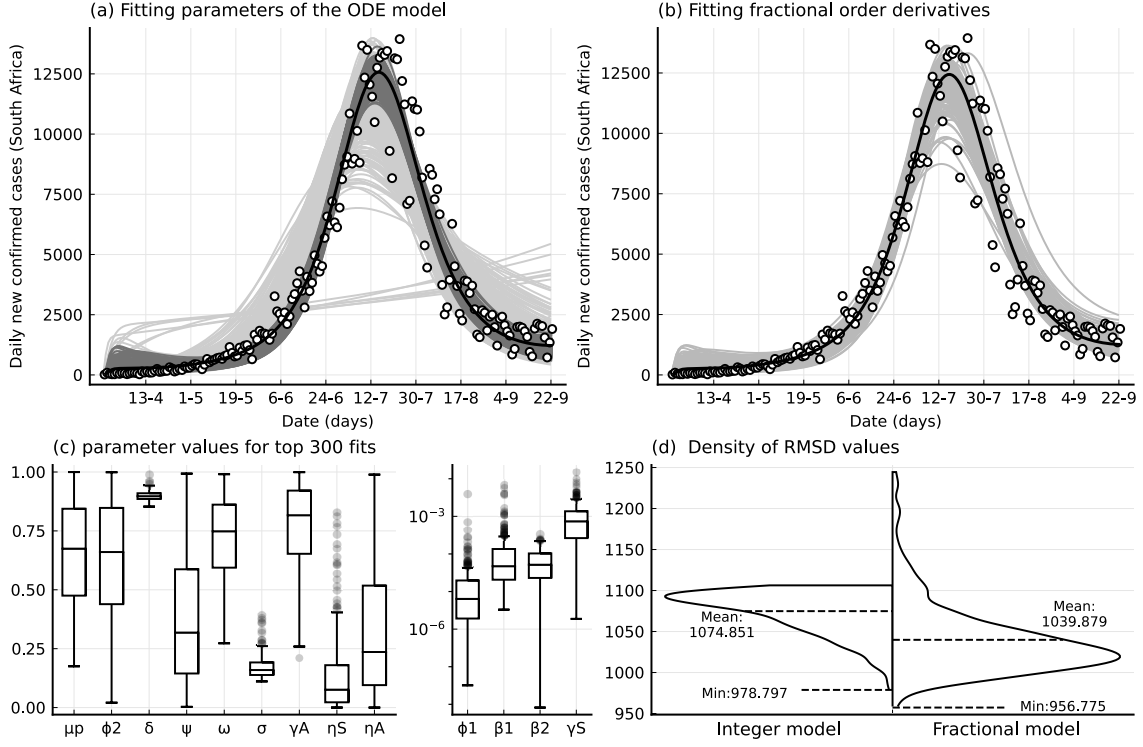 (a) Fitting parameters of the ODE model
Daily new confirmed cases (South Africa)
12500
10000
7500
5000
2500
0
13-4 1-5 19-5 6-6 24-6 12-7 30-7 17-8 4-9 22-9
Date (days)
(b) Fitting fractional order derivatives
Daily new confirmed cases (South Africa)
12500
10000
7500
5000
2500
0
13-4 1-5 19-5 6-6 24-6 12-7 30-7 17-8 4-9 22-9
Date (days)
(c) parameter values for top 300 fits
1.00
0.75
0.50
0.25
0.00
μp ϕ2 δ ψ ω σ γA ηS ηA
10⁻³
10⁻⁶
ϕ1 β1 β2 γS
(d) Density of RMSD values
1250
1200
1150
1100
1050
1000
950
Mean:
1074.851
Min:978.797
Mean:
1039.879
Min:956.775
Integer model Fractional model